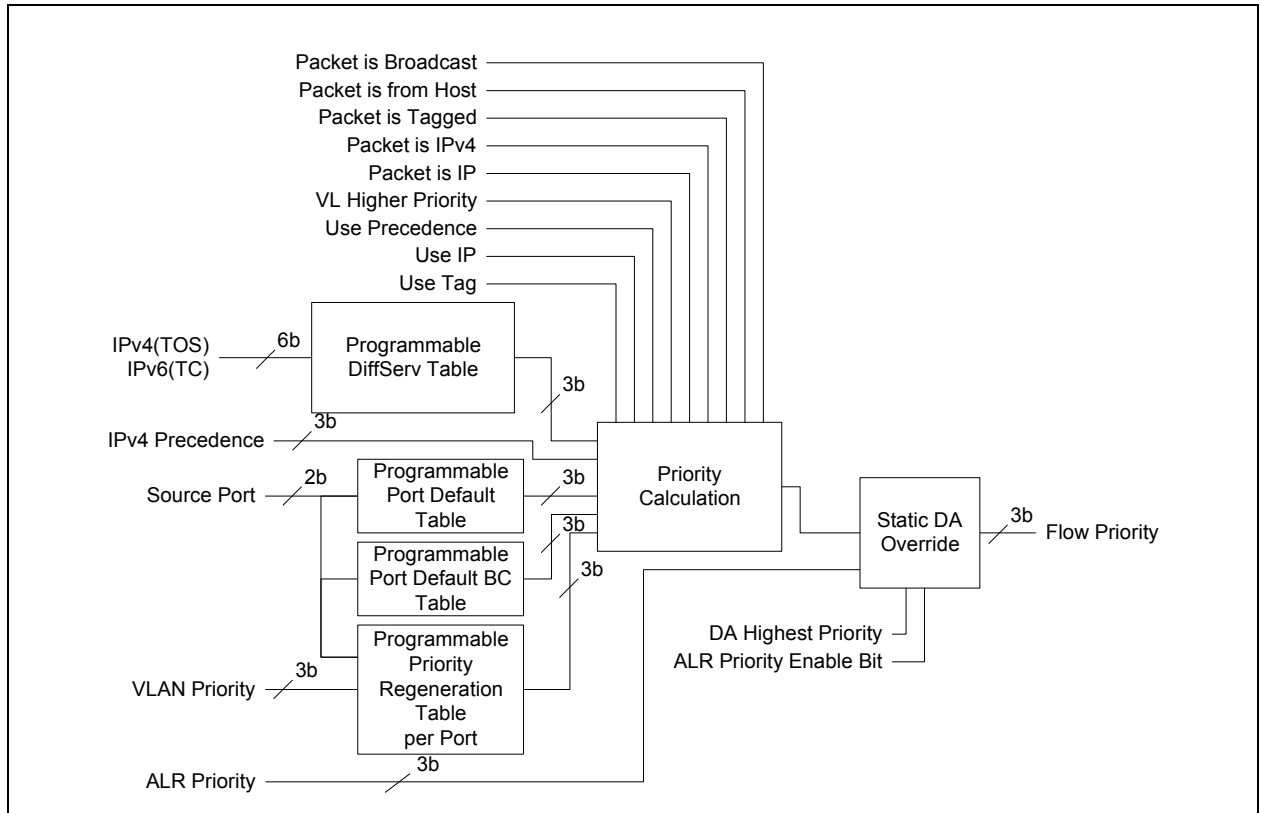 Packet is Broadcast
Packet is from Host
Packet is Tagged
Packet is IPv4
Packet is IP
VL Higher Priority
Use Precedence
Use IP
Use Tag
IPv4(TOS)
IPv6(TC)
6b
Programmable
DiffServ Table
3b
IPv4 Precedence
3b
Source Port
2b
Programmable
Port Default
Table
3b
Programmable
Port Default BC
Table
3b
VLAN Priority
3b
Programmable
Priority
Regeneration
Table
per Port
3b
ALR Priority
3b
Priority
Calculation
Static DA
Override
3b
Flow Priority
DA Highest Priority
ALR Priority Enable Bit